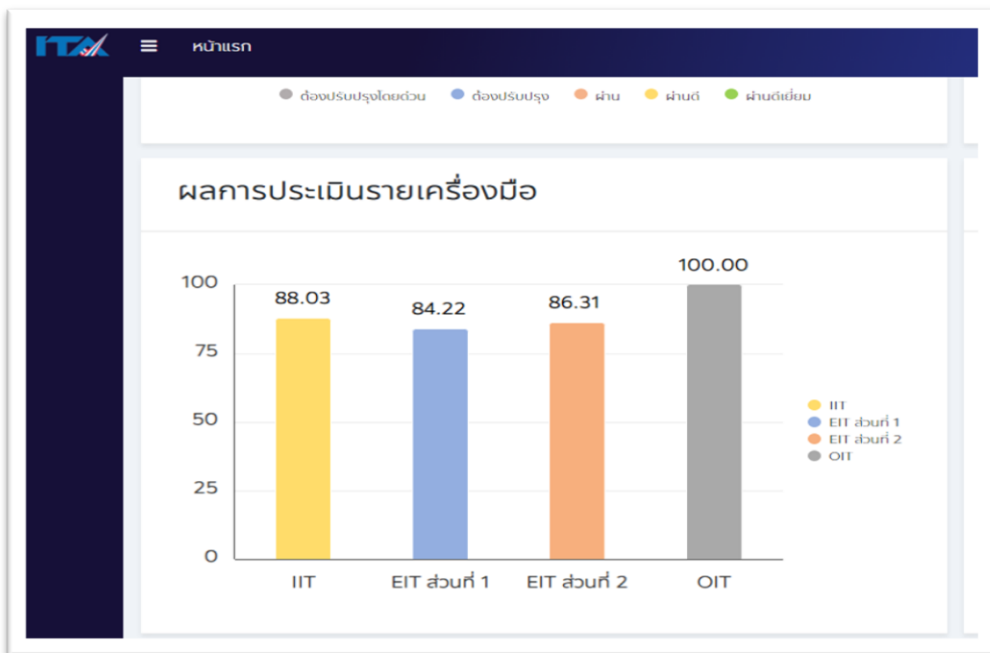 ITA หน้าแรก
ต้องปรับปรุงโดยด่วน ต้องปรับปรุง ผ่าน ผ่านดี ผ่านดีเยี่ยม
ผลการประเมินรายเครื่องมือ
100.00
100
88.03
84.22
86.31
75
50
25
0
IIT EIT ส่วนที่ 1 EIT ส่วนที่ 2 OIT
IIT
EIT ส่วนที่ 1
EIT ส่วนที่ 2
OIT